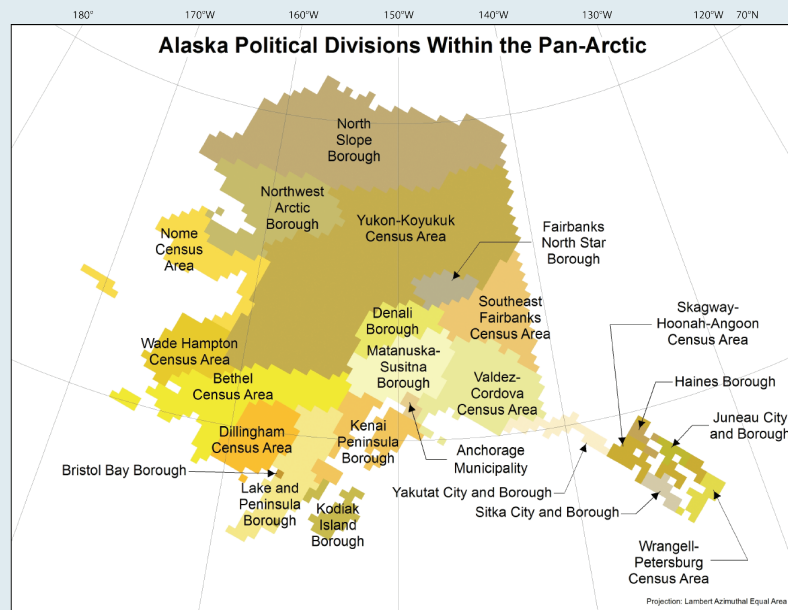 180°
170°W
160°W
150°W
140°W
130°W
120°W
70°N
Alaska Political Divisions Within the Pan-Arctic
North
Slope
Borough
Northwest
Arctic
Borough
Yukon-Koyukuk
Census Area
Nome
Census
Area
Fairbanks
North Star
Borough
Denali
Borough
Southeast
Fairbanks
Census Area
Skagway-
Hoonah-Angoon
Census Area
Wade Hampton
Census Area
Matanuska-
Susitna
Borough
Bethel
Census Area
Valdez-
Cordova
Census Area
Haines Borough
Juneau City
and Borough
Dillingham
Census Area
Kenai
Peninsula
Borough
Anchorage
Municipality
Bristol Bay Borough
Yakutat City and Borough
Lake and
Peninsula
Borough
Kodiak
Island
Borough
Sitka City and Borough
Wrangell-
Petersburg
Census Area
Projection: Lambert Azimuthal Equal Area